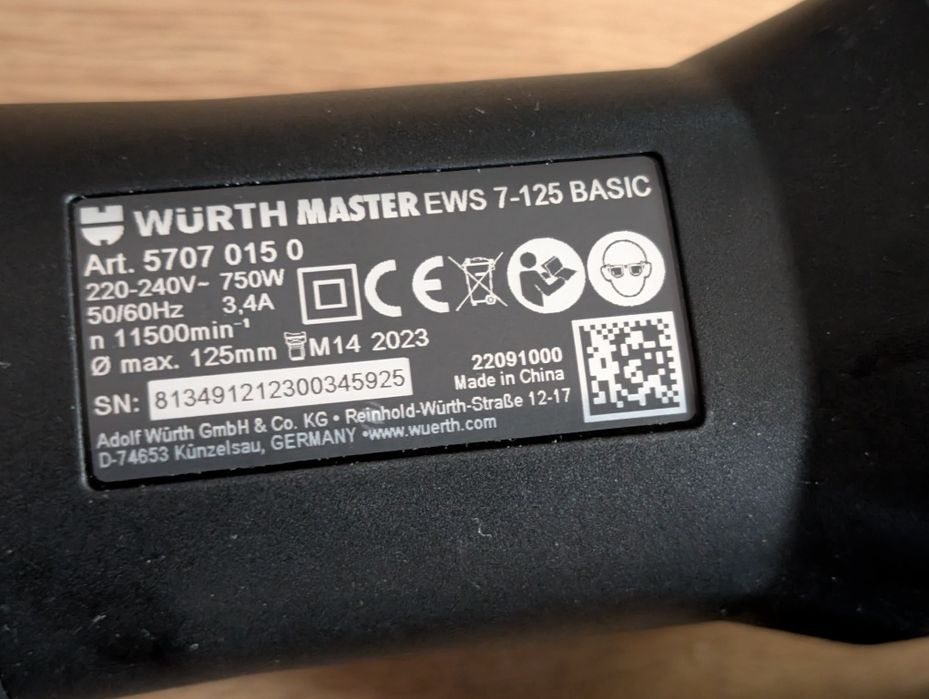 WÜRTH MASTER EWS 7-125 BASIC
Art. 5707 015 0
220-240V~ 750W
50/60Hz 3,4A
n 11500min⁻¹
Ø max. 125mm M14 2023
22091000
Made in China
SN: 813491212300345925
Adolf Würth GmbH & Co. KG • Reinhold-Würth-Straße 12-17
D-74653 Künzelsau, GERMANY •www.wuerth.com